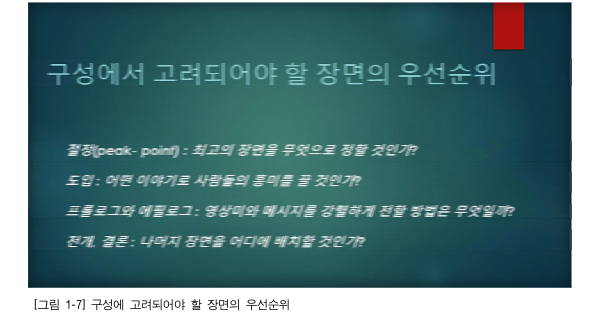 구성에서 고려되어야 할 장면의 우선순위
절정(peak- point) : 최고의 장면을 무엇으로 정할 것인가?
도입 : 어떤 이야기로 사람들의 흥미를 끌 것인가?
프롤로그와 에필로그 : 영상미와 메시지를 강렬하게 전할 방법은 무엇일까?
전개, 결론 : 나머지 장면을 어디에 배치할 것인가?
[그림 1-7] 구성에 고려되어야 할 장면의 우선순위